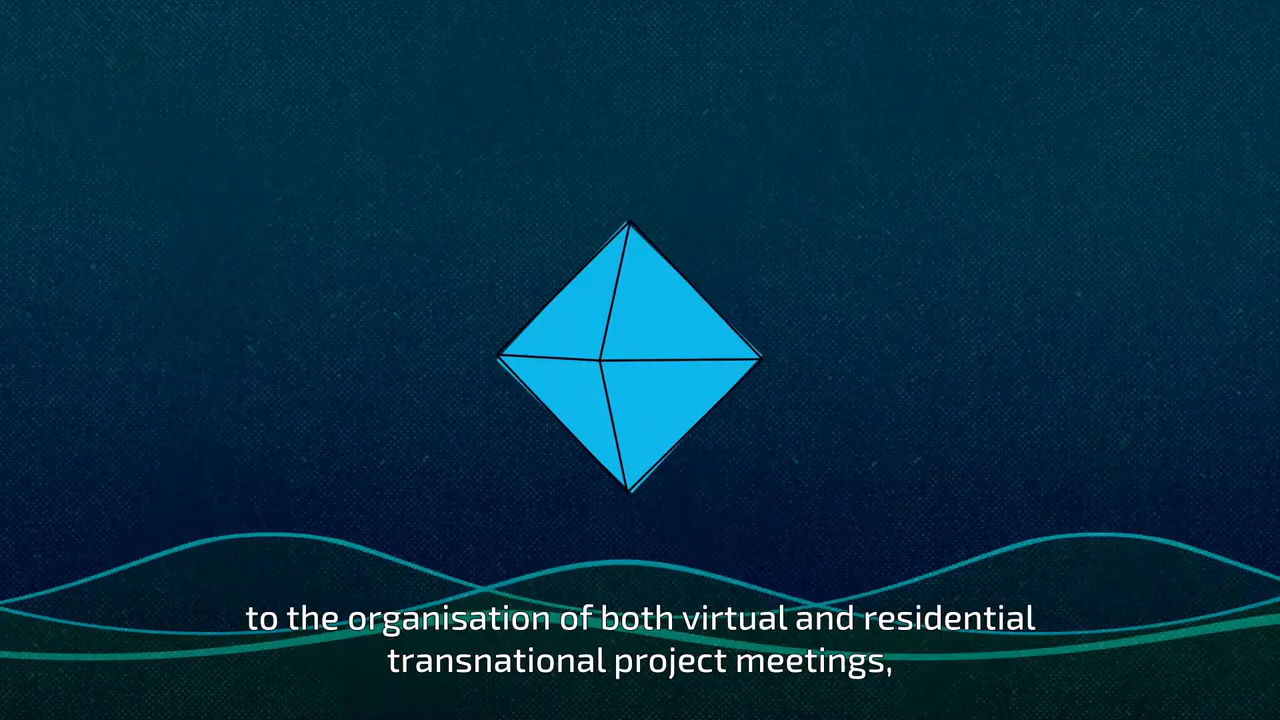 to the organisation of both virtual and residential
transnational project meetings,